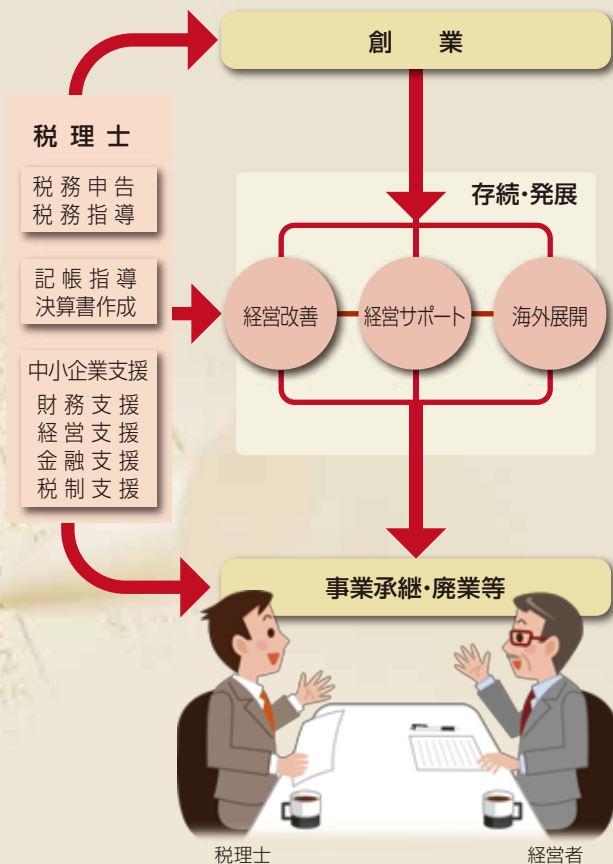 創　業
税理士
税務申告
税務指導
記帳指導
決算書作成
中小企業支援
財務支援
経営支援
金融支援
税制支援
存続・発展
経営改善
経営サポート
海外展開
事業承継・廃業等
税理士
経営者